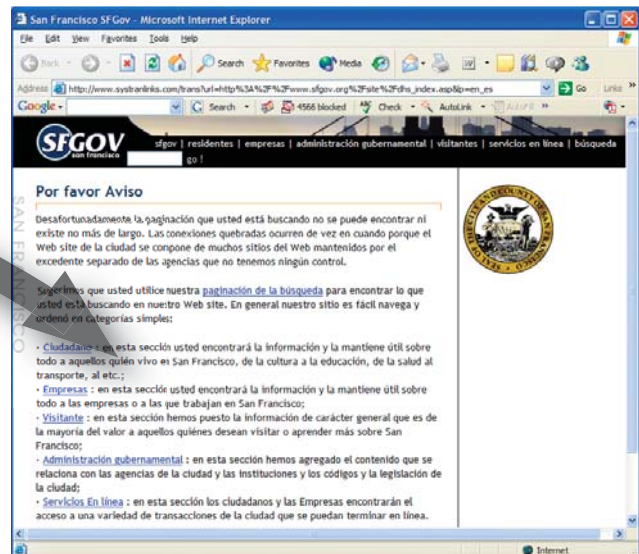 San Francisco SFGov - Microsoft Internet Explorer
File Edit View Favorites Tools Help
Back Search Favorites Media
Address http://www.systranlinks.com/trans?url=http%3A%2F%2Fwww.sfgov.org%2Fsite%2Fdhs_index.asp&lp=en_es Go Links »
Google Search 4566 blocked Check AutoLink AutoFill »
SFGOV
san francisco
sfgov | residentes | empresas | administración gubernamental | visitantes | servicios en línea | búsqueda
go !
SAN FRANCISCO
Por favor Aviso
Desafortunadamente, la paginación que usted está buscando no se puede encontrar ni
existe no más de largo. Las conexiones quebradas ocurren de vez en cuando porque el
Web site de la ciudad se compone de muchos sitios del Web mantenidos por el
excedente separado de las agencias que no tenemos ningún control.
Sugerimos que usted utilice nuestra paginación de la búsqueda para encontrar lo que
usted está buscando en nuestro Web site. En general nuestro sitio es fácil navega y
ordenó en categorías simples:
· Ciudadano : en esta sección usted encontrará la información y la mantiene útil sobre
todo a aquellos quién vivo en San Francisco, de la cultura a la educación, de la salud al
transporte, al etc.;
· Empresas : en esta sección usted encontrará la información y la mantiene útil sobre
todo a las empresas o a las que trabajan en San Francisco;
· Visitante : en esta sección hemos puesto la información de carácter general que es de
la mayoría del valor a aquellos quiénes desean visitar o aprender más sobre San
Francisco;
· Administración gubernamental : en esta sección hemos agregado el contenido que se
relaciona con las agencias de la ciudad y las instituciones y los códigos y la legislación de
la ciudad;
· Servicios En línea : en esta sección los ciudadanos y las Empresas encontrarán el
acceso a una variedad de transacciones de la ciudad que se puedan terminar en línea.
Internet